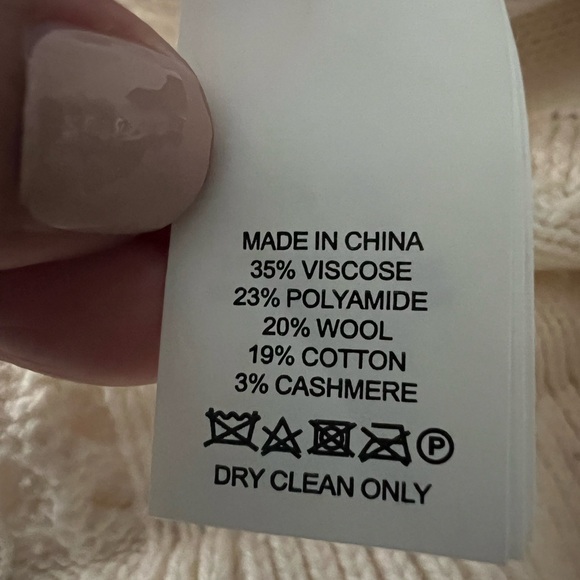 MADE IN CHINA
35% VISCOSE
23% POLYAMIDE
20% WOOL
19% COTTON
3% CASHMERE
P
DRY CLEAN ONLY